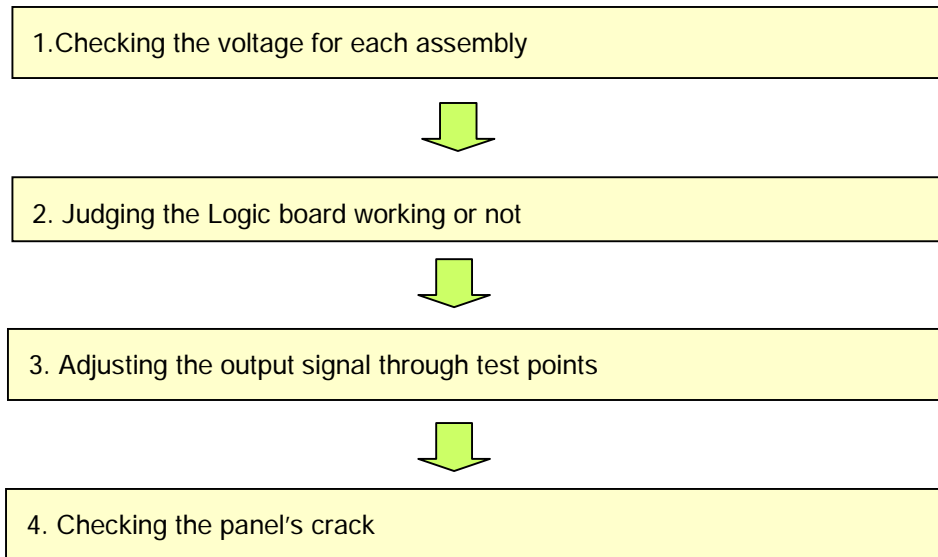 1.Checking the voltage for each assembly
2. Judging the Logic board working or not
3. Adjusting the output signal through test points
4. Checking the panel's crack